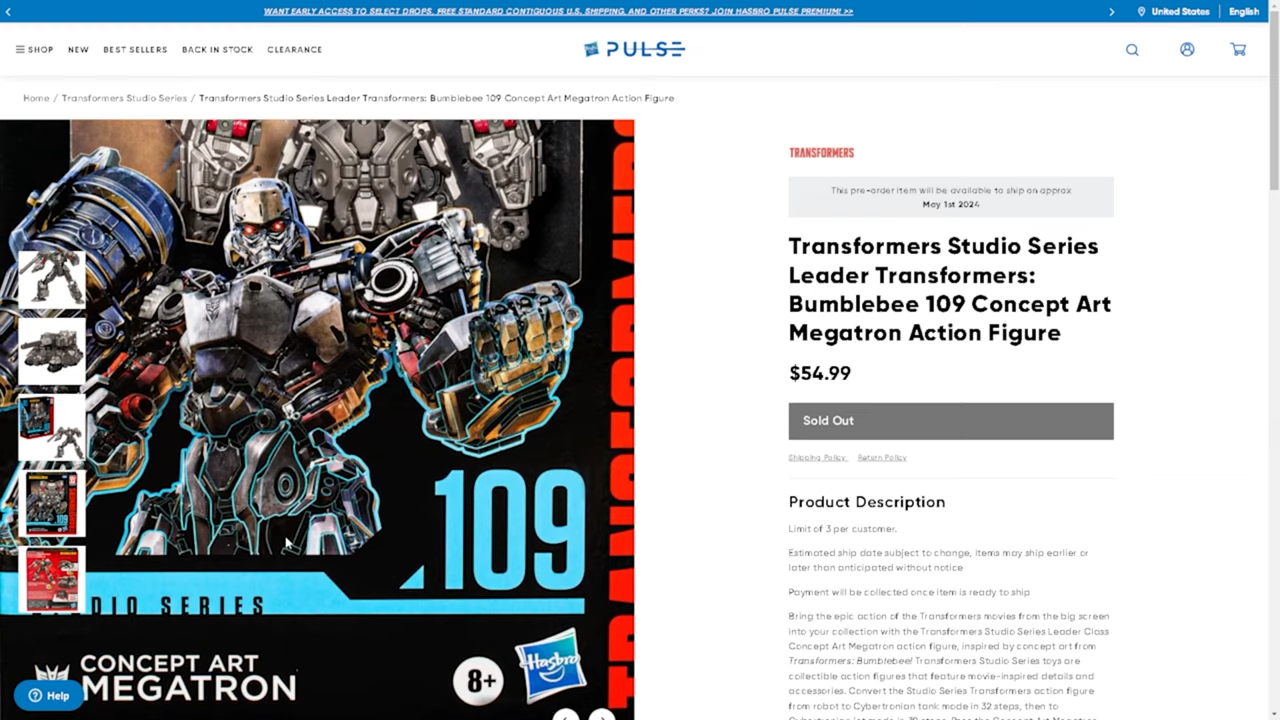 WANT EARLY ACCESS TO SELECT DROPS, FREE STANDARD CONTIGUOUS U.S. SHIPPING, AND OTHER PERKS? JOIN HASBRO PULSE PREMIUM! >>
United States
English
SHOP
NEW
BEST SELLERS
BACK IN STOCK
CLEARANCE
PULSE
Home / Transformers Studio Series / Transformers Studio Series Leader Transformers: Bumblebee 109 Concept Art Megatron Action Figure
TRANSFORMERS
109
DIO SERIES
CONCEPT ART
MEGATRON
8+
Hasbro
Help
TRANSFORMERS
This pre-order item will be available to ship on approx
May 1st 2024
Transformers Studio Series
Leader Transformers:
Bumblebee 109 Concept Art
Megatron Action Figure
$54.99
Sold Out
Shipping Policy
Return Policy
Product Description
Limit of 3 per customer.
Estimated ship date subject to change, items may ship earlier or
later than anticipated without notice
Payment will be collected once item is ready to ship
Bring the epic action of the Transformers movies from the big screen
into your collection with the Transformers Studio Series Leader Class
Concept Art Megatron action figure, inspired by concept art from
Transformers: Bumblebee! Transformers Studio Series toys are
collectible action figures that feature movie-inspired details and
accessories. Convert the Studio Series Transformers action figure
from robot to Cybertronian tank mode in 32 steps, then to